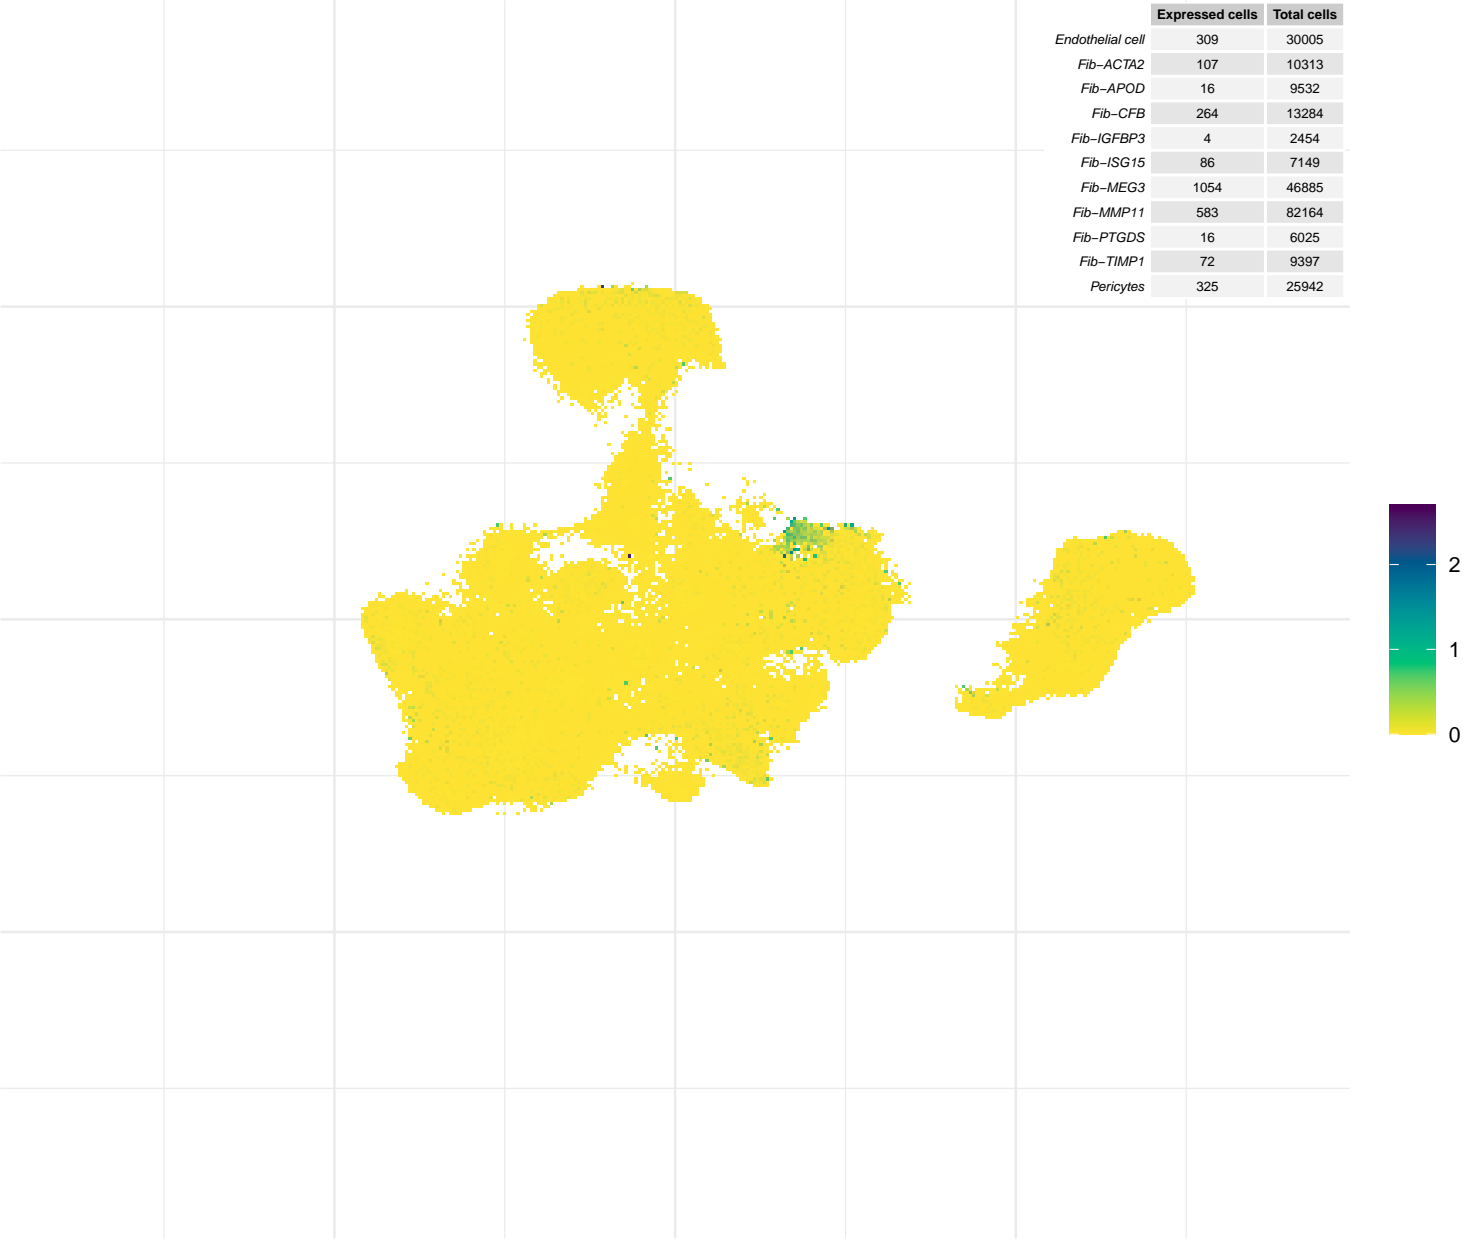 Expressed cells Total cells
Endothelial cell 309 30005
Fib−ACTA2 107 10313
Fib−APOD 16 9532
Fib−CFB 264 13284
Fib−IGFBP3 4 2454
Fib−ISG15 86 7149
Fib−MEG3 1054 46885
Fib−MMP11 583 82164
Fib−PTGDS 16 6025
Fib−TIMP1 72 9397
Pericytes 325 25942
2
1
0